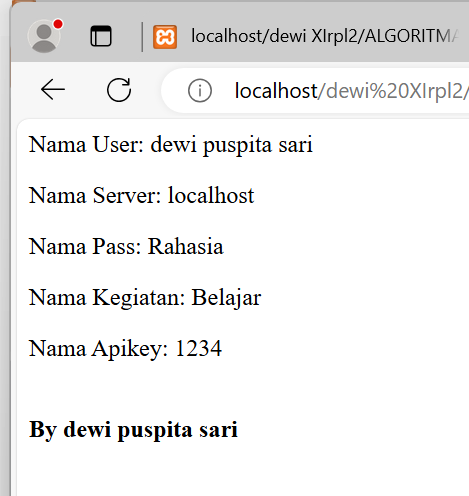 localhost/dewi XIrpl2/ALGORITMA
localhost/dewi%20XIrpl2/
Nama User: dewi puspita sari
Nama Server: localhost
Nama Pass: Rahasia
Nama Kegiatan: Belajar
Nama Apikey: 1234
By dewi puspita sari